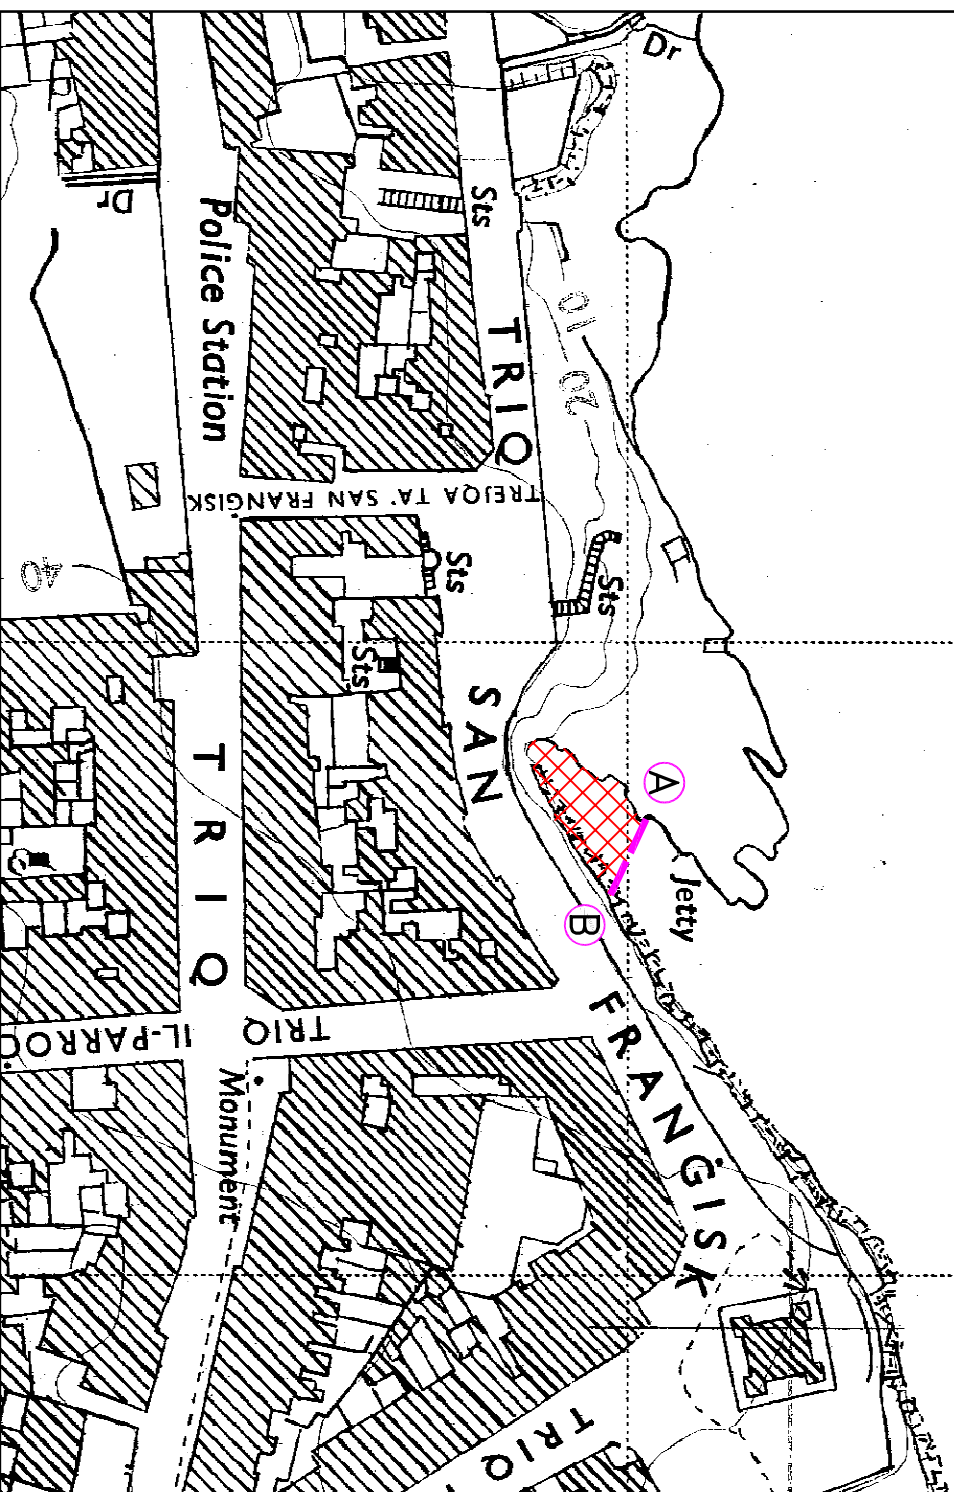 Dr
Dr
Sts
Police Station
10
20
TRIQ
TREJQA TA' SAN FRANĠISK
Sts
Sts
40
Sts
SAN
TRIQ
A
Jetty
B
FRANĠISK
TRIQ IL-PARROĊ
Monument
TRIQ